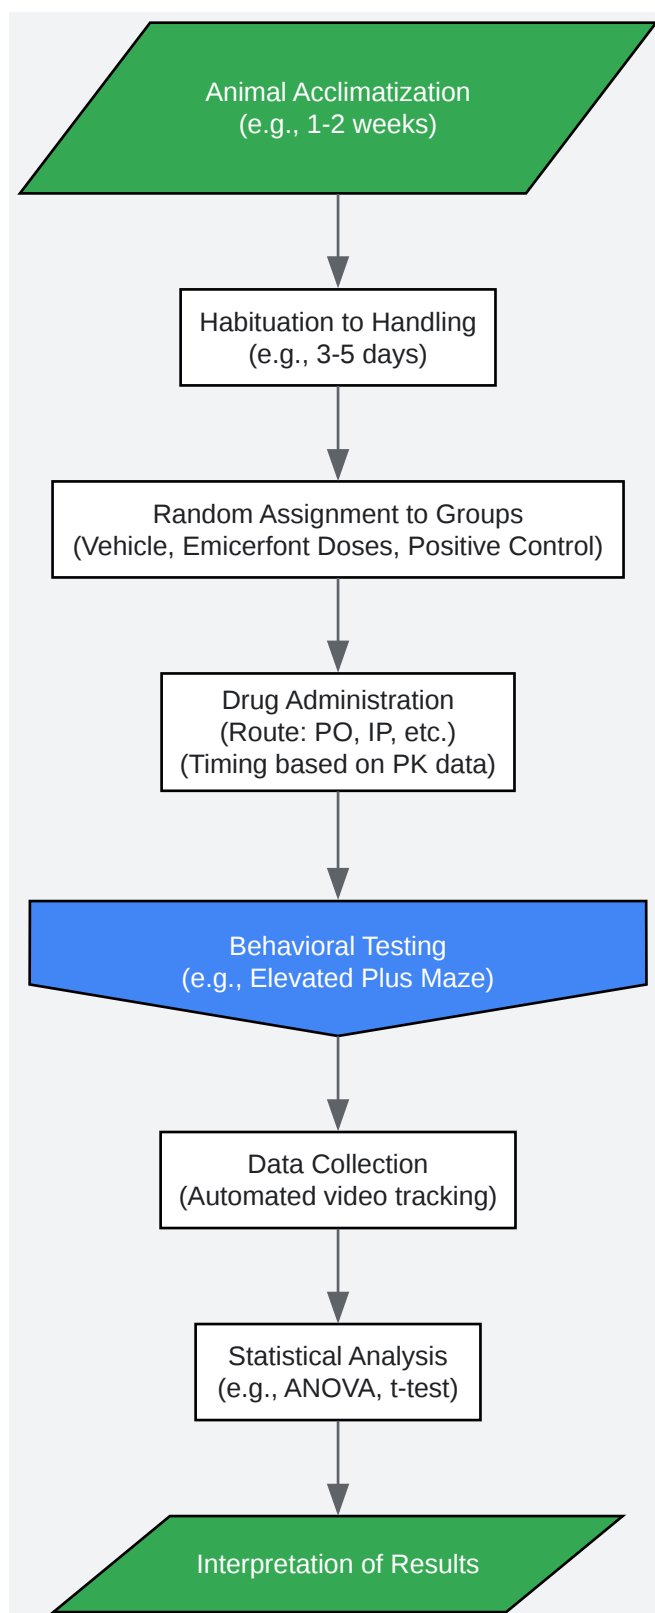 Animal Acclimatization
(e.g., 1-2 weeks)
Habituation to Handling
(e.g., 3-5 days)
Random Assignment to Groups
(Vehicle, Emicerfont Doses, Positive Control)
Drug Administration
(Route: PO, IP, etc.)
(Timing based on PK data)
Behavioral Testing
(e.g., Elevated Plus Maze)
Data Collection
(Automated video tracking)
Statistical Analysis
(e.g., ANOVA, t-test)
Interpretation of Results